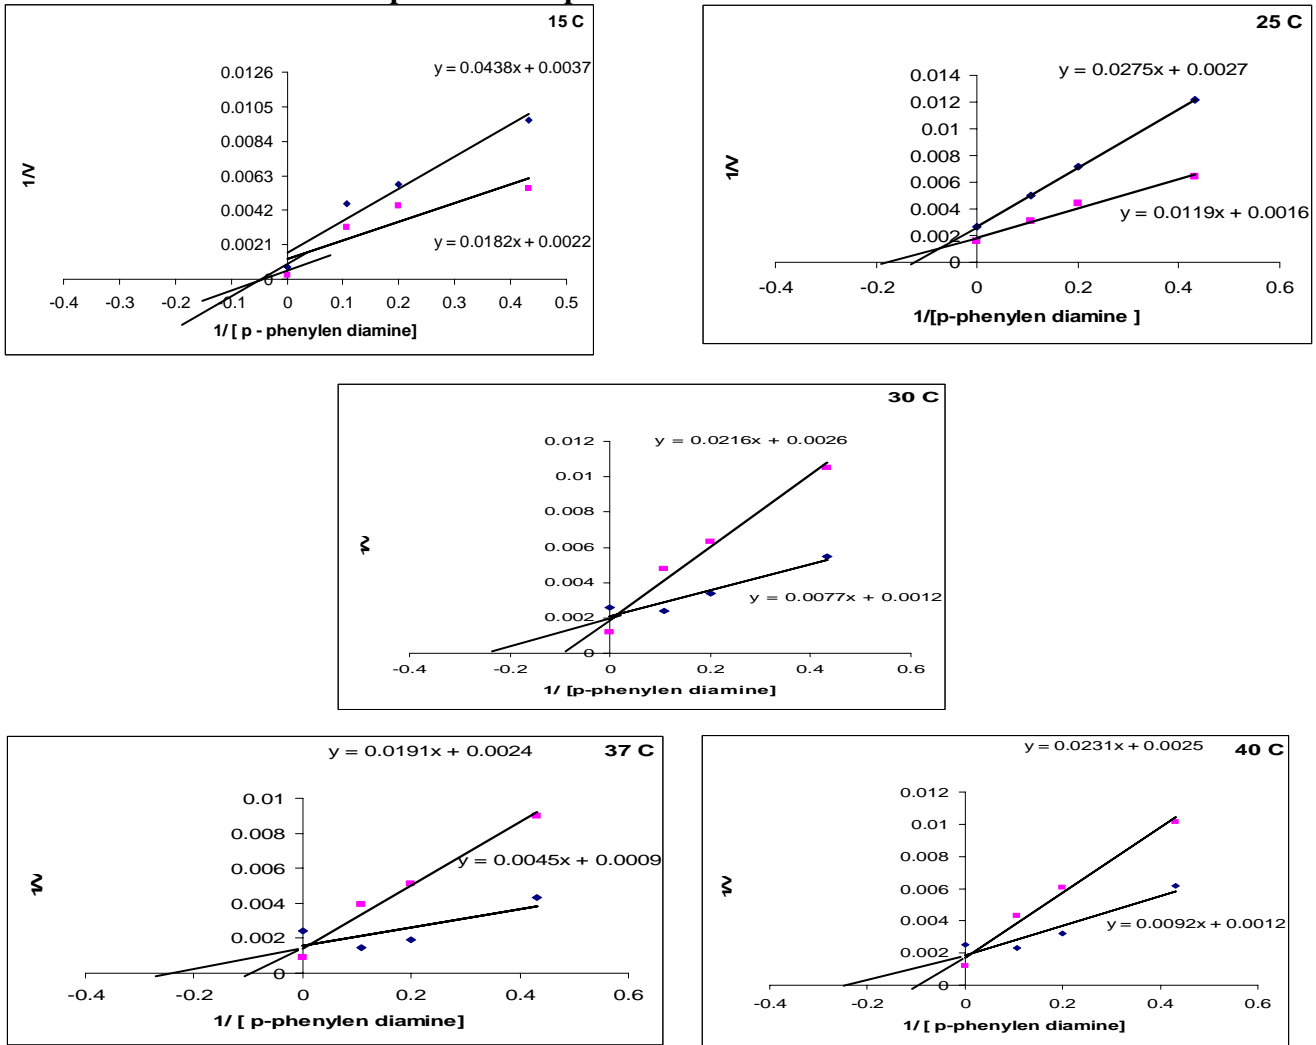 15 C
y = 0.0438x + 0.0037
0.0126
0.0105
0.0084
0.0063
0.0042
0.0021
0
y = 0.0182x + 0.0022
1/V
-0.4 -0.3 -0.2 -0.1 0 0.1 0.2 0.3 0.4 0.5
1/ [ p - phenylen diamine]
25 C
y = 0.0275x + 0.0027
0.014
0.012
0.01
0.008
0.006
0.004
0.002
0
y = 0.0119x + 0.0016
1/V
-0.4 -0.2 0 0.2 0.4 0.6
1/[p-phenylen diamine ]
30 C
y = 0.0216x + 0.0026
0.012
0.01
0.008
0.006
0.004
0.002
0
y = 0.0077x + 0.0012
1/V
-0.4 -0.2 0 0.2 0.4 0.6
1/ [p-phenylen diamine]
37 C
y = 0.0191x + 0.0024
0.01
0.008
0.006
0.004
0.002
0
y = 0.0045x + 0.0009
1/V
-0.4 -0.2 0 0.2 0.4 0.6
1/ [ p-phenylen diamine]
40 C
y = 0.0231x + 0.0025
0.012
0.01
0.008
0.006
0.004
0.002
0
y = 0.0092x + 0.0012
1/V
-0.4 -0.2 0 0.2 0.4 0.6
1/ [ p-phenylen diamine]